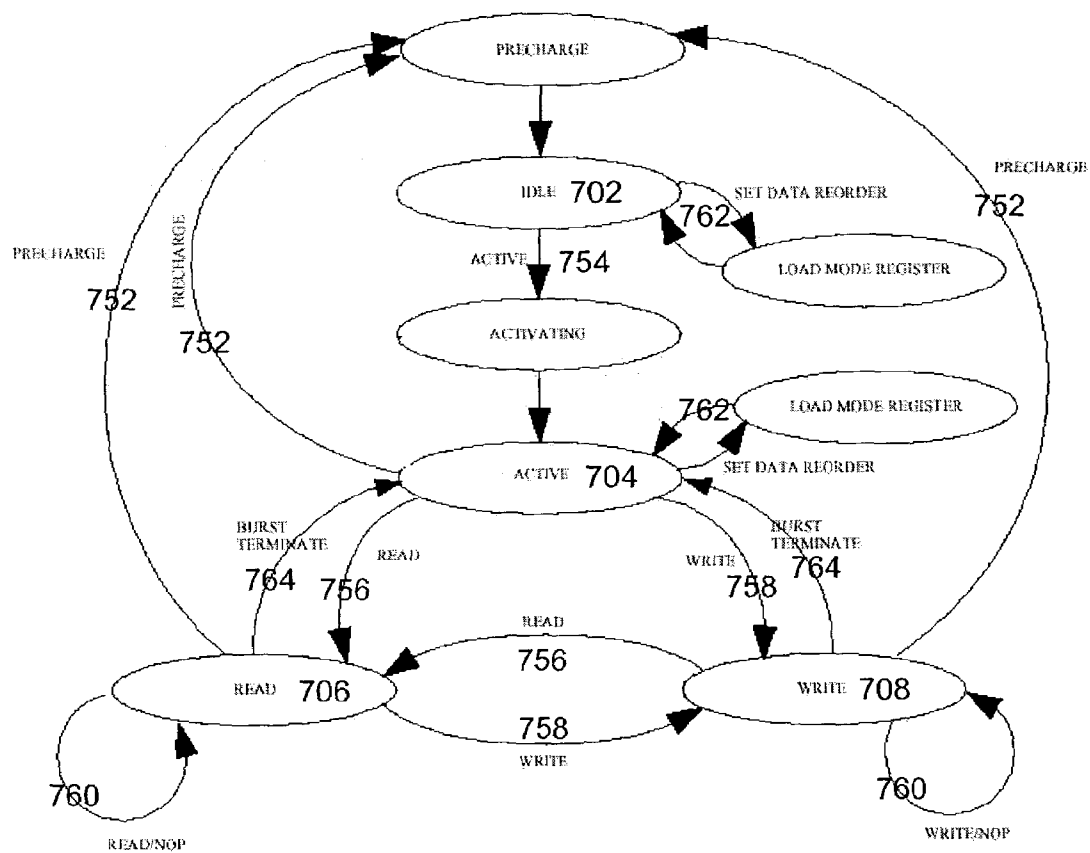 PRECHARGE
PRECHARGE
752
IDLE 702
762
SET DATA REORDER
PRECHARGE
752
PRECHARGE
752
ACTIVE 754
LOAD MODE REGISTER
ACTIVATING
762
LOAD MODE REGISTER
ACTIVE 704
SET DATA REORDER
BURST
TERMINATE
764
READ
756
WRITE
758
BURST
TERMINATE
764
READ
756
READ 706
WRITE 708
758
WRITE
760
READ/NOP
760
WRITE/NOP